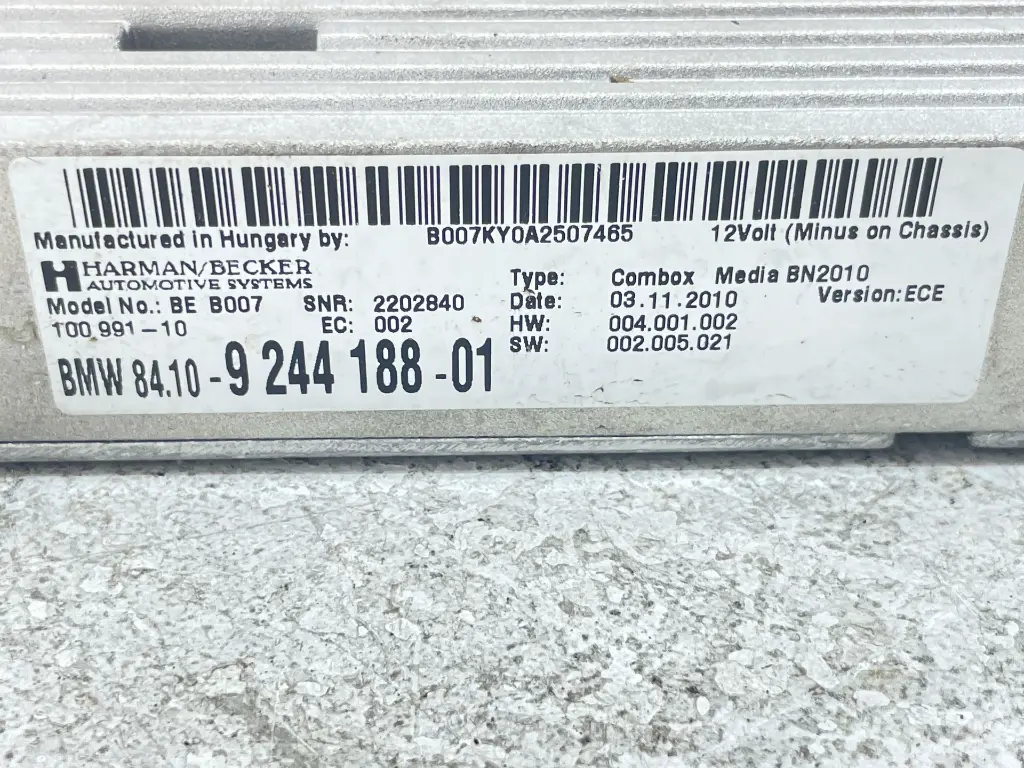 B007KY0A2507465
Manufactured in Hungary by: 12Volt (Minus on Chassis)
HARMAN/BECKER
AUTOMOTIVE SYSTEMS
Type: Combox Media BN2010
Model No.: BE B007 SNR: 2202840 Date: 03.11.2010 Version:ECE
T00 991-10 EC: 002 HW: 004.001.002
SW: 002.005.021
BMW 84.10 -9 244 188 -01